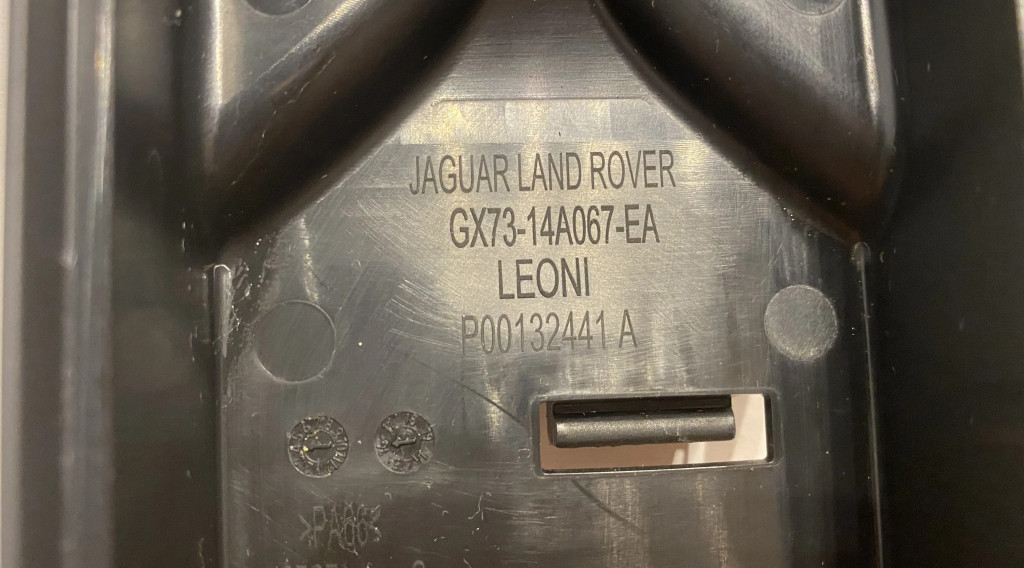 JAGUAR LAND ROVER
GX73-14A067-EA
LEONI
P00132441 A
>PA66<